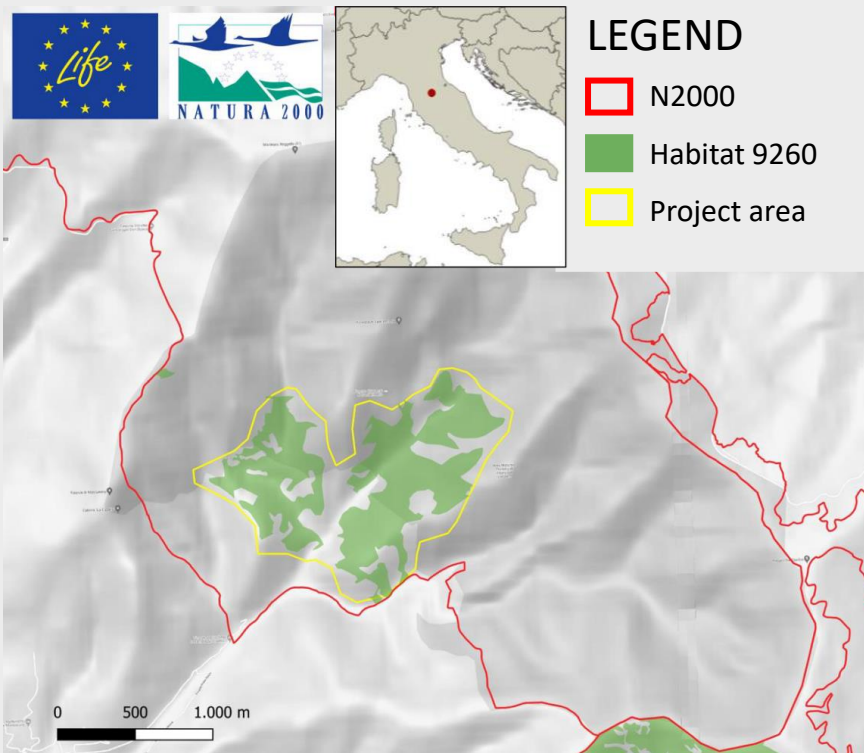 Life
NATURA 2000
LEGEND
N2000
Habitat 9260
Project area
0 500 1.000 m